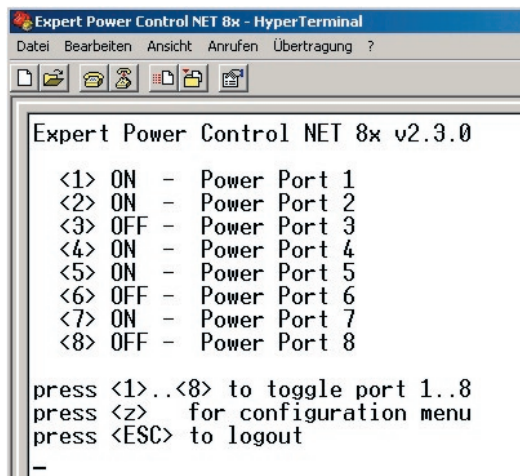 Expert Power Control NET 8x - HyperTerminal
Datei Bearbeiten Ansicht Anrufen Übertragung ?
Expert Power Control NET 8x v2.3.0
<1> ON - Power Port 1
<2> ON - Power Port 2
<3> OFF - Power Port 3
<4> ON - Power Port 4
<5> ON - Power Port 5
<6> OFF - Power Port 6
<7> ON - Power Port 7
<8> OFF - Power Port 8
press <1>..<8> to toggle port 1..8
press <z> for configuration menu
press <ESC> to logout
_